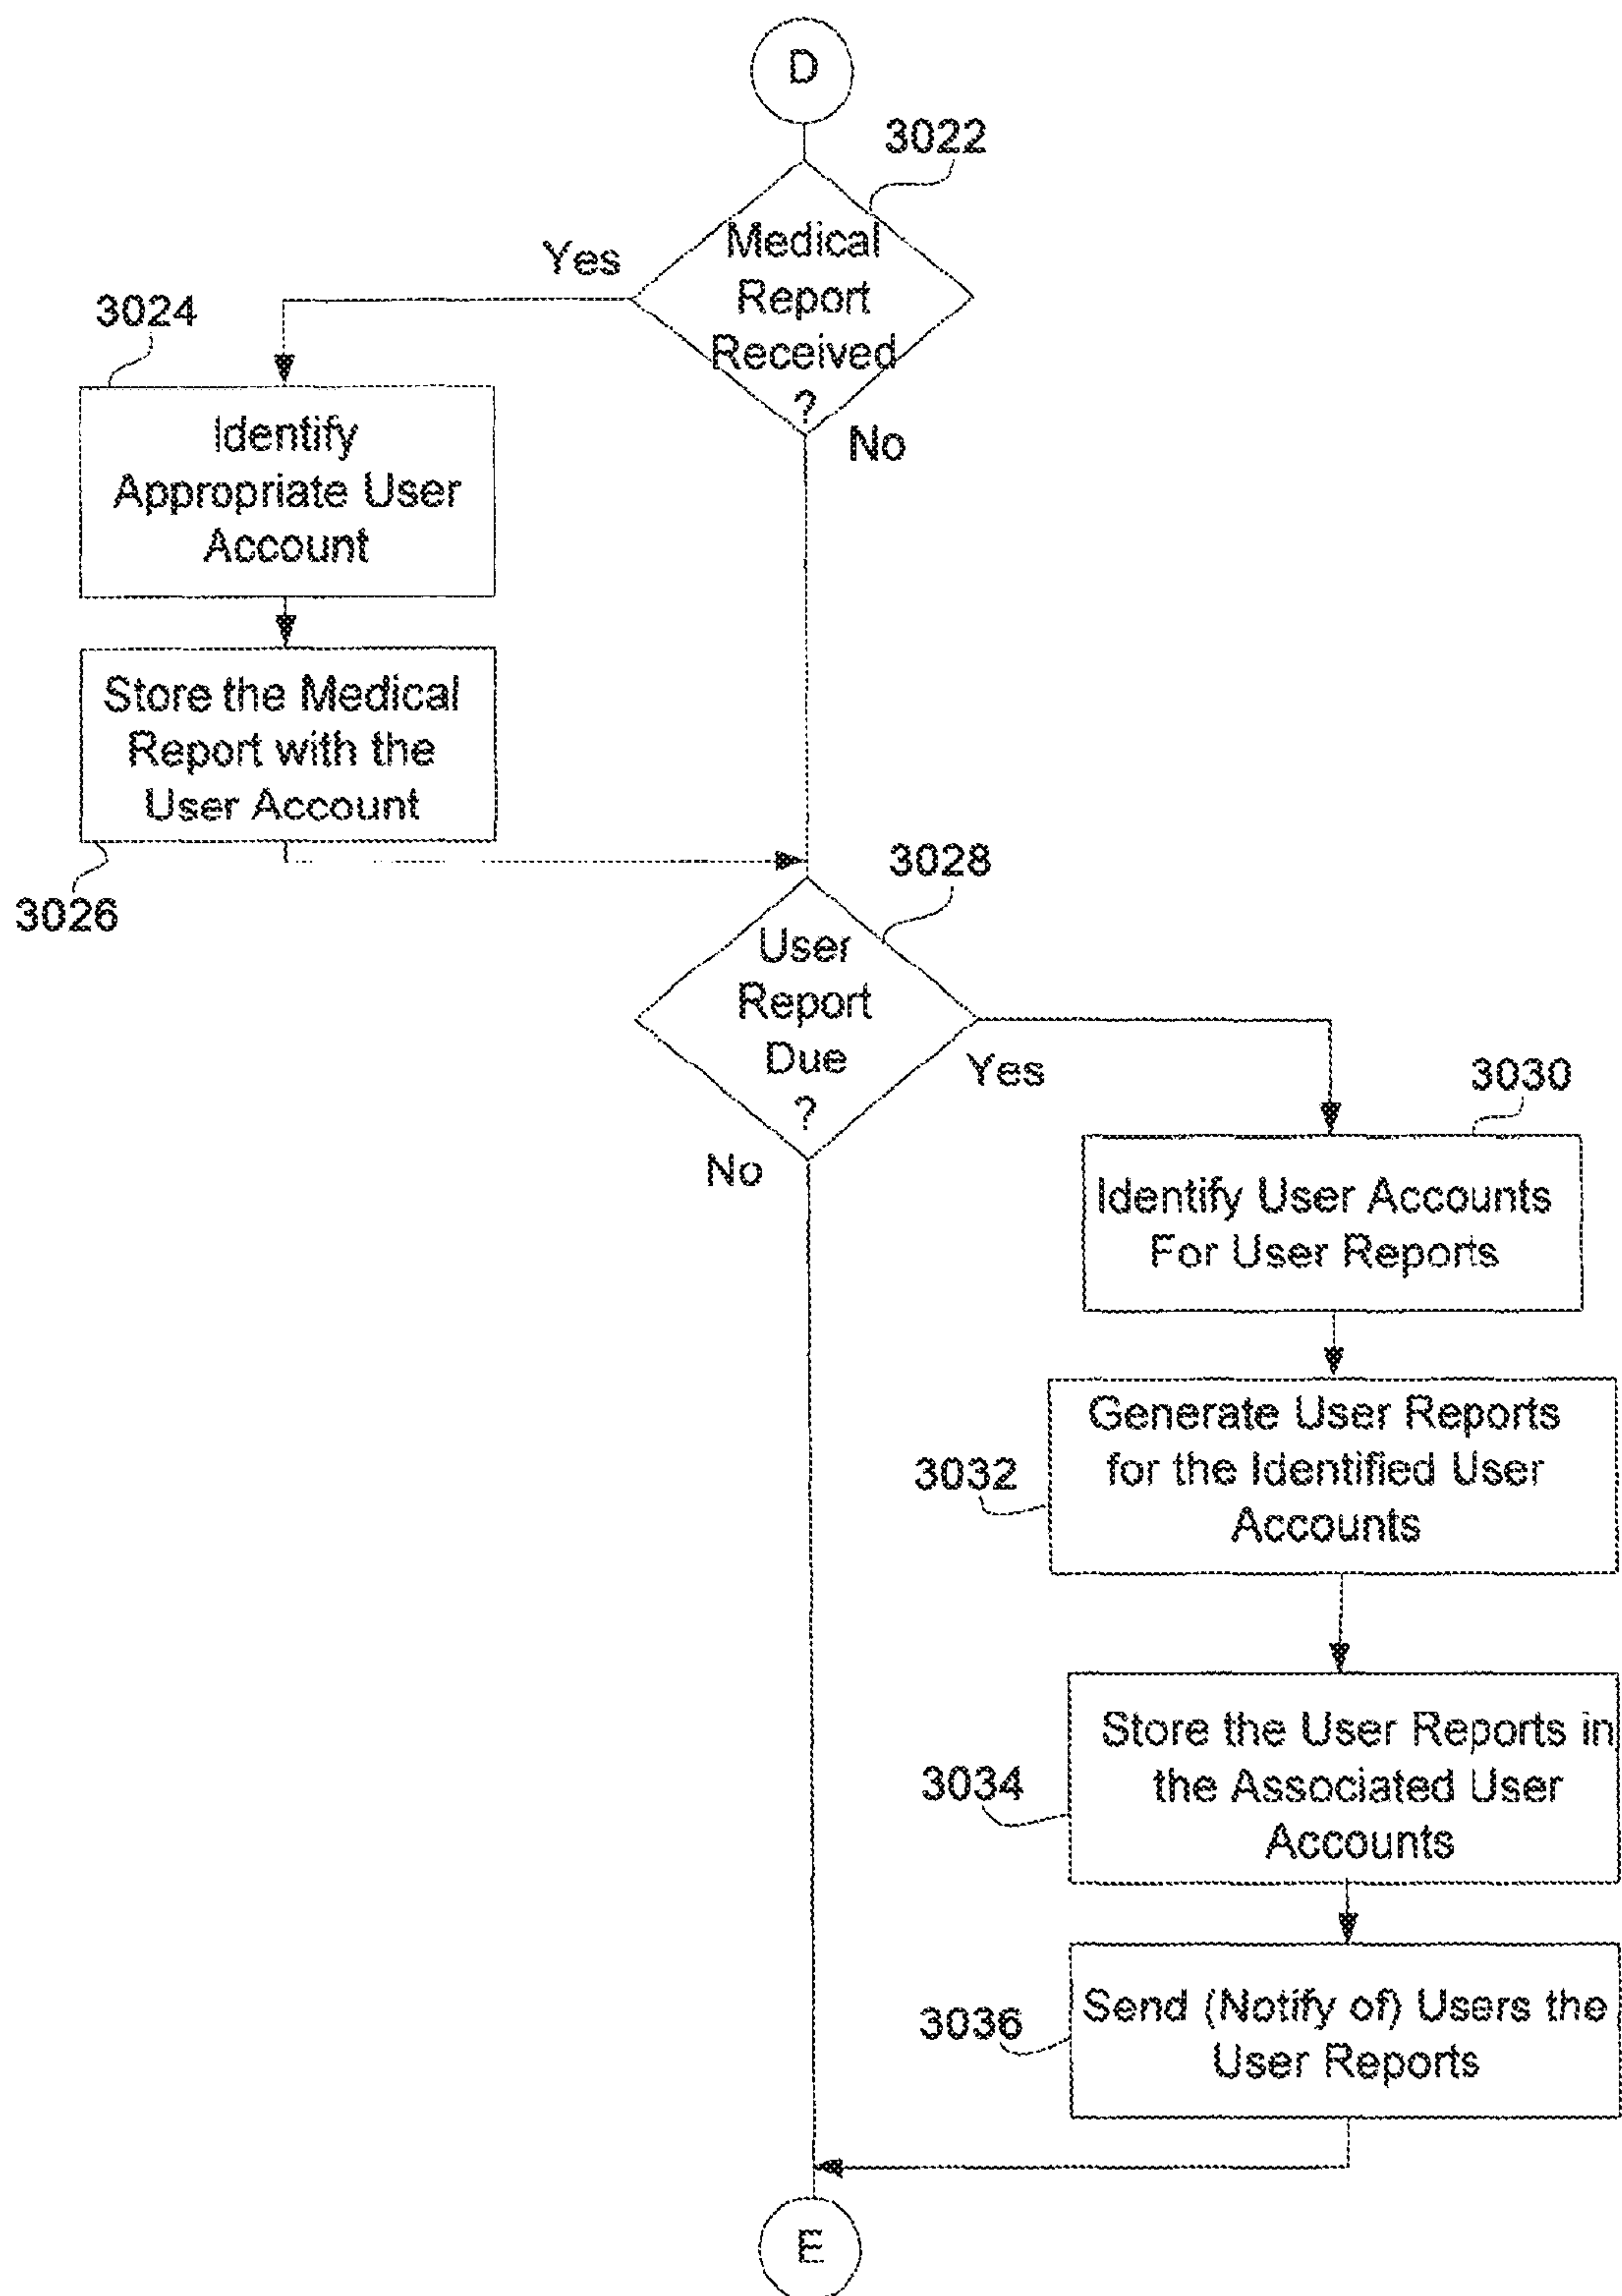 D
3022
Medical
Report
Received
?
Yes
No
3024
Identify
Appropriate User
Account
Store the Medical
Report with the
User Account
3026
3028
User
Report
Due
?
Yes
No
3030
Identify User Accounts
For User Reports
3032
Generate User Reports
for the Identified User
Accounts
3034
Store the User Reports in
the Associated User
Accounts
3036
Send (Notify of) Users the
User Reports
E